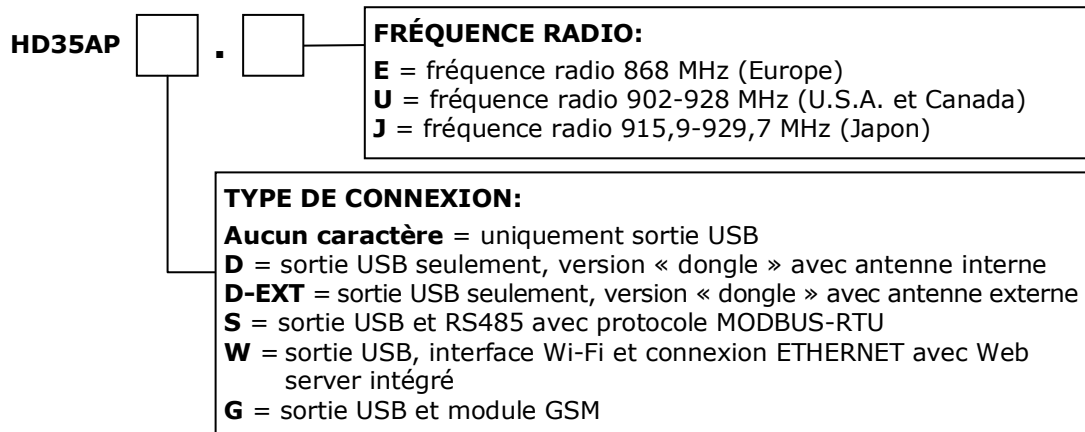 HD35AP .
FRÉQUENCE RADIO:
E = fréquence radio 868 MHz (Europe)
U = fréquence radio 902-928 MHz (U.S.A. et Canada)
J = fréquence radio 915,9-929,7 MHz (Japon)
TYPE DE CONNEXION:
Aucun caractère = uniquement sortie USB
D = sortie USB seulement, version « dongle » avec antenne interne
D-EXT = sortie USB seulement, version « dongle » avec antenne externe
S = sortie USB et RS485 avec protocole MODBUS-RTU
W = sortie USB, interface Wi-Fi et connexion ETHERNET avec Web
server intégré
G = sortie USB et module GSM